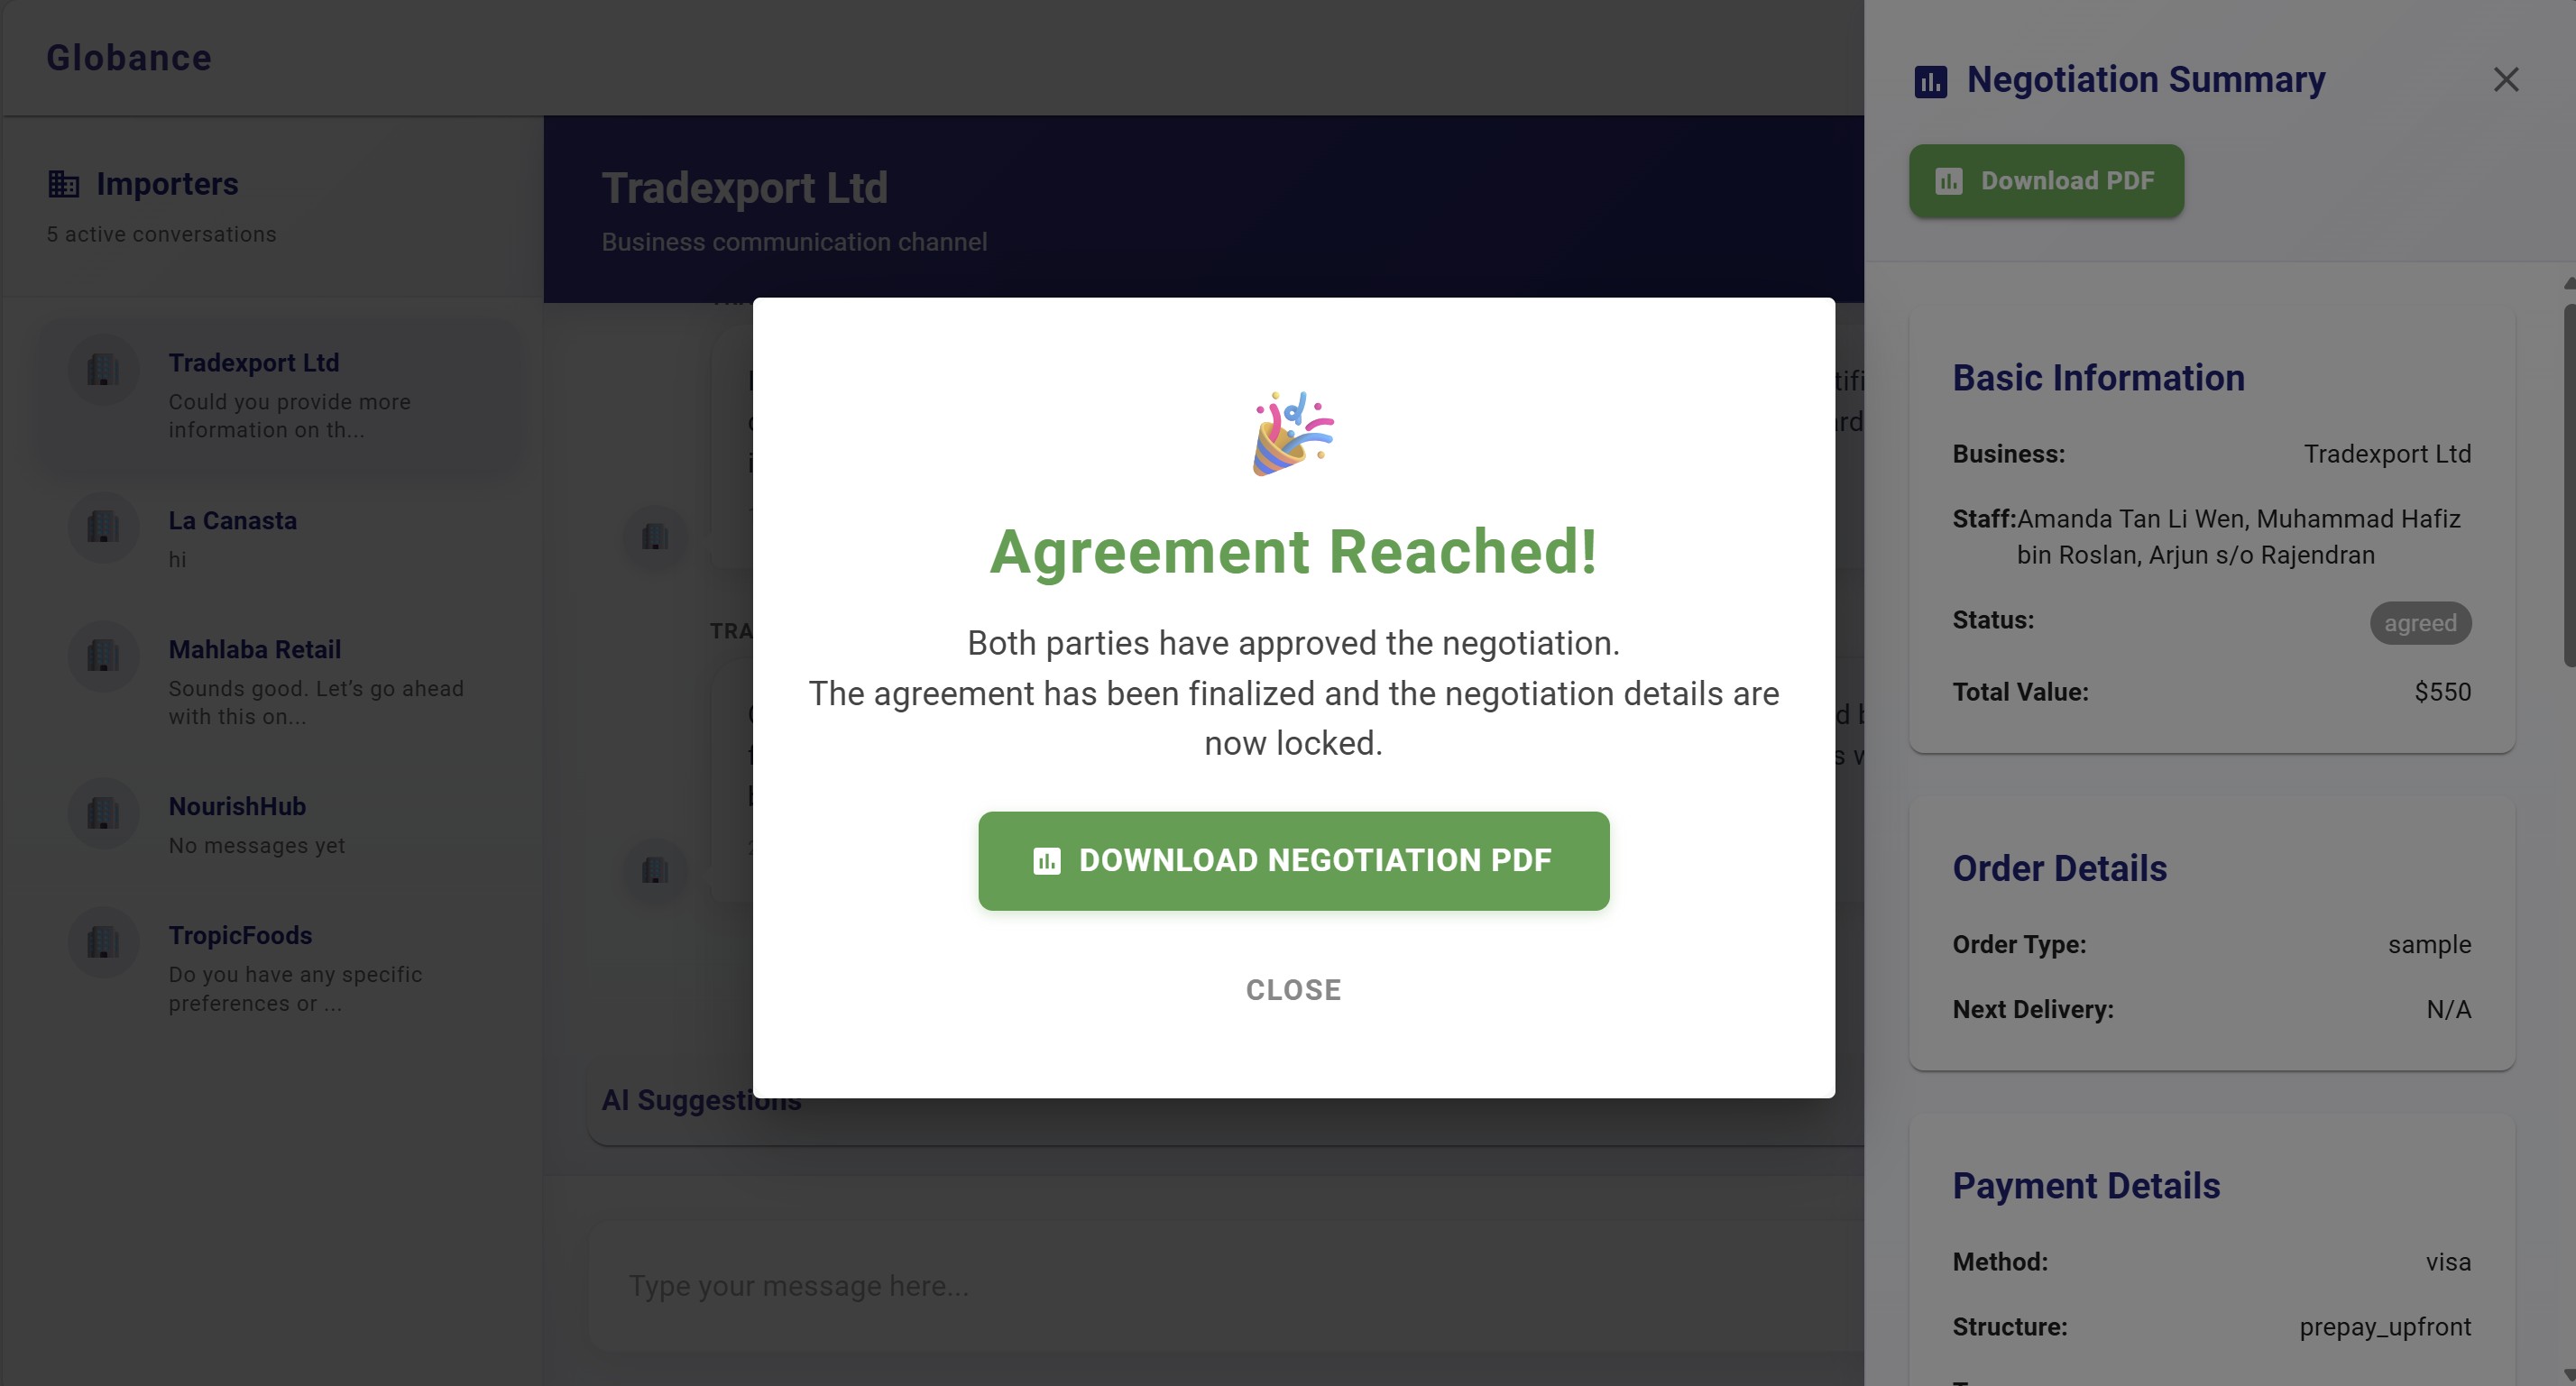 Globance
Importers
5 active conversations
Tradexport Ltd
Could you provide more
information on th...
La Canasta
hi
Mahlaba Retail
Sounds good. Let’s go ahead
with this on...
NourishHub
No messages yet
TropicFoods
Do you have any specific
preferences or ...
Tradexport Ltd
Business communication channel
Agreement Reached!
Both parties have approved the negotiation.
The agreement has been finalized and the negotiation details are
now locked.
DOWNLOAD NEGOTIATION PDF
CLOSE
AI Suggestions
Type your message here...
Negotiation Summary
Download PDF
Basic Information
Business: Tradexport Ltd
Staff: Amanda Tan Li Wen, Muhammad Hafiz
bin Roslan, Arjun s/o Rajendran
Status: agreed
Total Value: $550
Order Details
Order Type: sample
Next Delivery: N/A
Payment Details
Method: visa
Structure: prepay_upfront